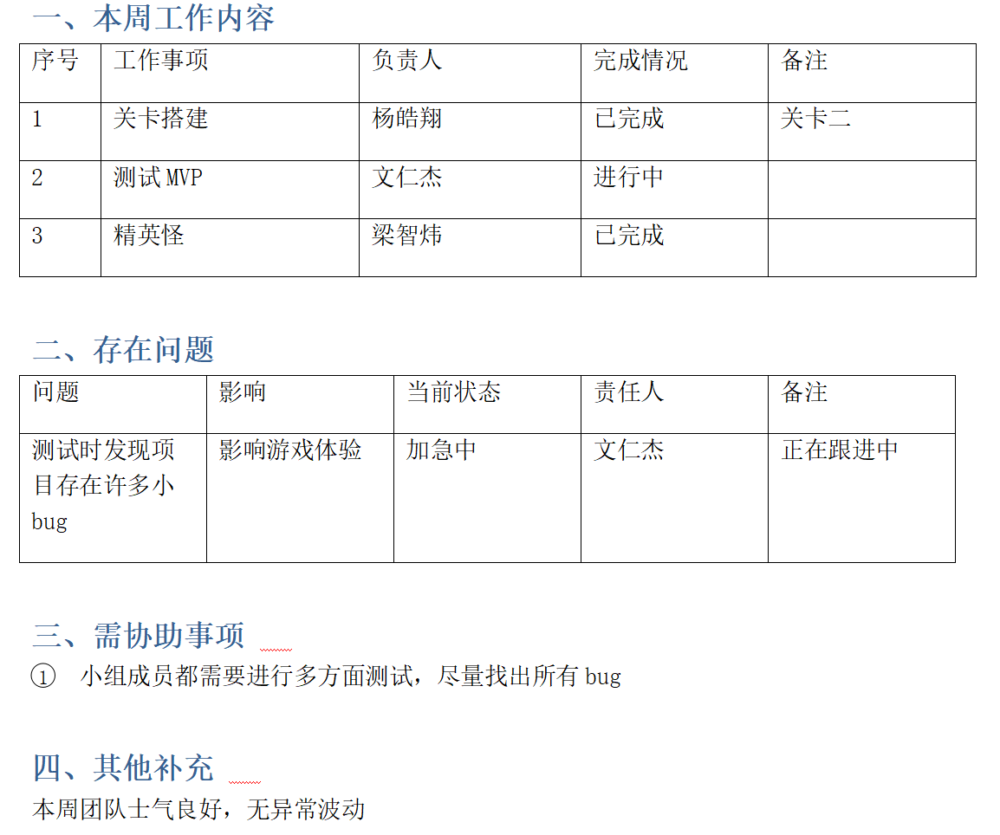 一、本周工作内容
序号 工作事项 负责人 完成情况 备注
1 关卡搭建 杨皓翔 已完成 关卡二
2 测试MVP 文仁杰 进行中
3 精英怪 梁智炜 已完成
二、存在问题
问题 影响 当前状态 责任人 备注
测试时发现项 影响游戏体验 加急中 文仁杰 正在跟进中
目存在许多小
bug
三、需协助事项
① 小组成员都需要进行多方面测试，尽量找出所有bug
四、其他补充
本周团队士气良好，无异常波动